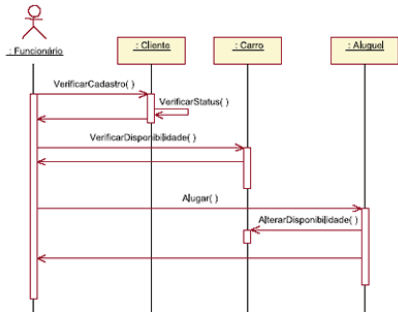 : Funcionário
: Cliente
: Carro
: Aluguel
VerificarCadastro( )
VerificarStatus( )
VerificarDisponibilidade( )
Alugar( )
AlterarDisponibilidade( )